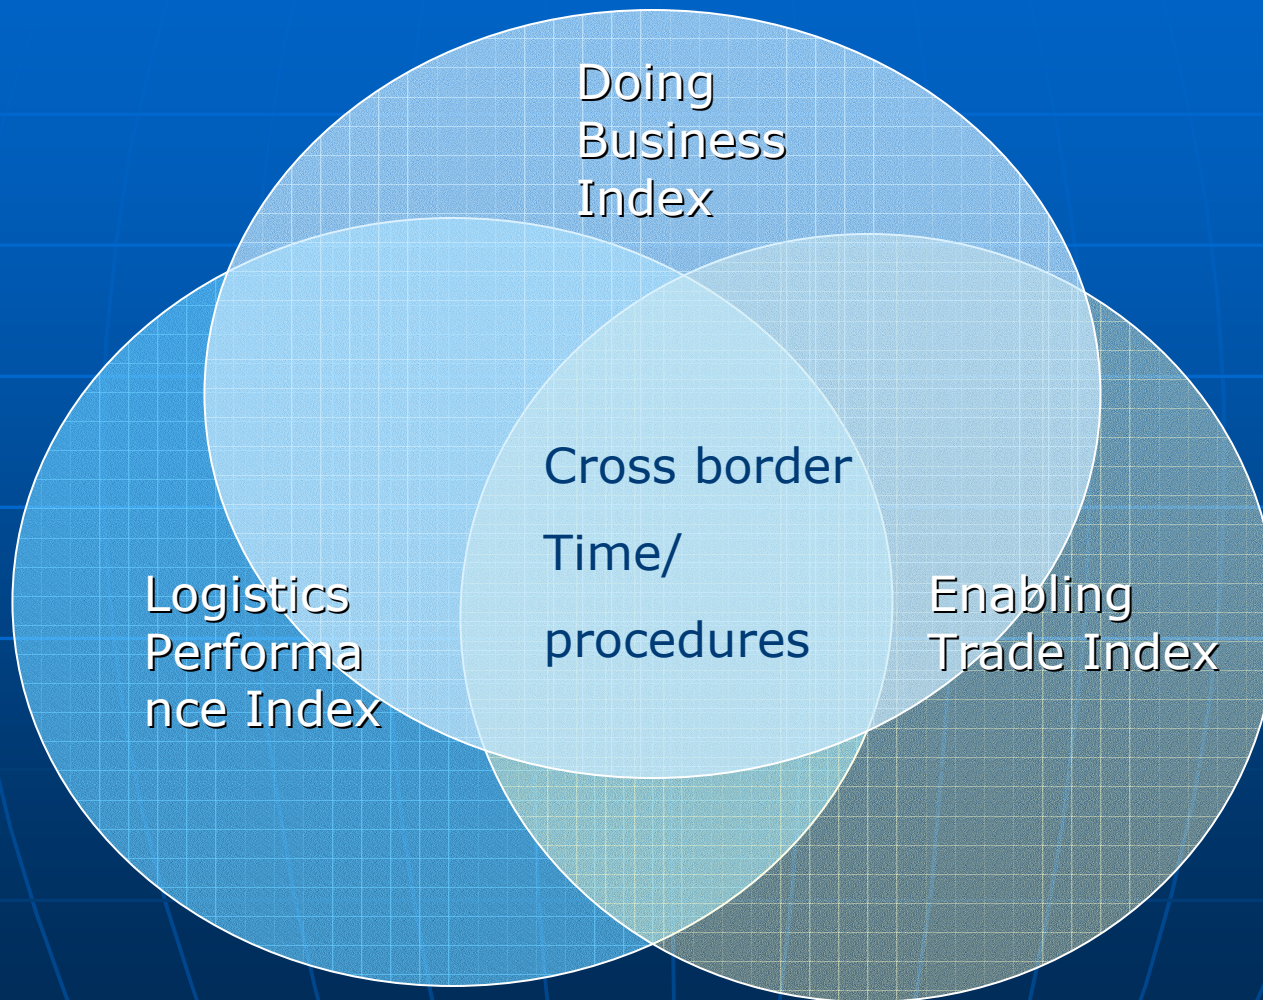 Doing
Business
Index
Cross border
Time/
procedures
Logistics
Performa
nce Index
Enabling
Trade Index